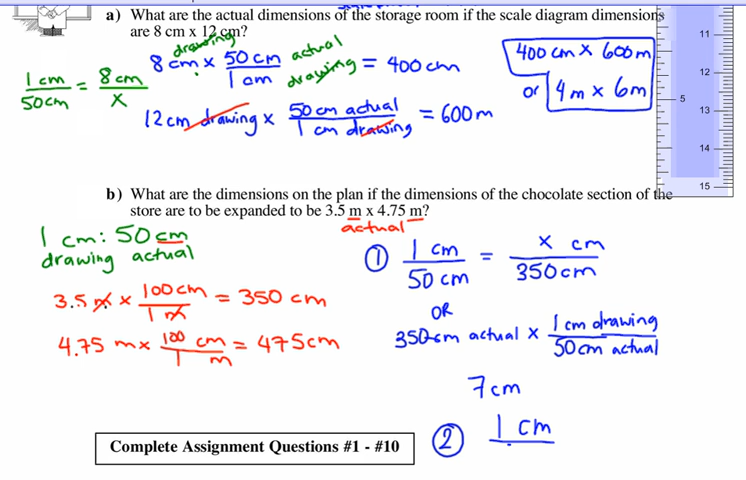 a) What are the actual dimensions of the storage room if the scale diagram dimensions
are 8 cm x 12 cm?
drawing
8 cm x 50 cm actual / 1 cm drawing = 400 cm
1 cm / 50 cm = 8 cm / x
12 cm drawing x 50 cm actual / 1 cm drawing = 600 m
400 cm x 600 m
or 4 m x 6 m
11
12
5
13
14
15
b) What are the dimensions on the plan if the dimensions of the chocolate section of the
store are to be expanded to be 3.5 m x 4.75 m?
actual
1 cm : 50 cm
drawing actual
3.5 m x 100 cm / 1 m = 350 cm
4.75 m x 100 cm / 1 m = 475 cm
① 1 cm / 50 cm = x cm / 350 cm
OR
350 cm actual x 1 cm drawing / 50 cm actual
7 cm
② 1 cm
Complete Assignment Questions #1 - #10